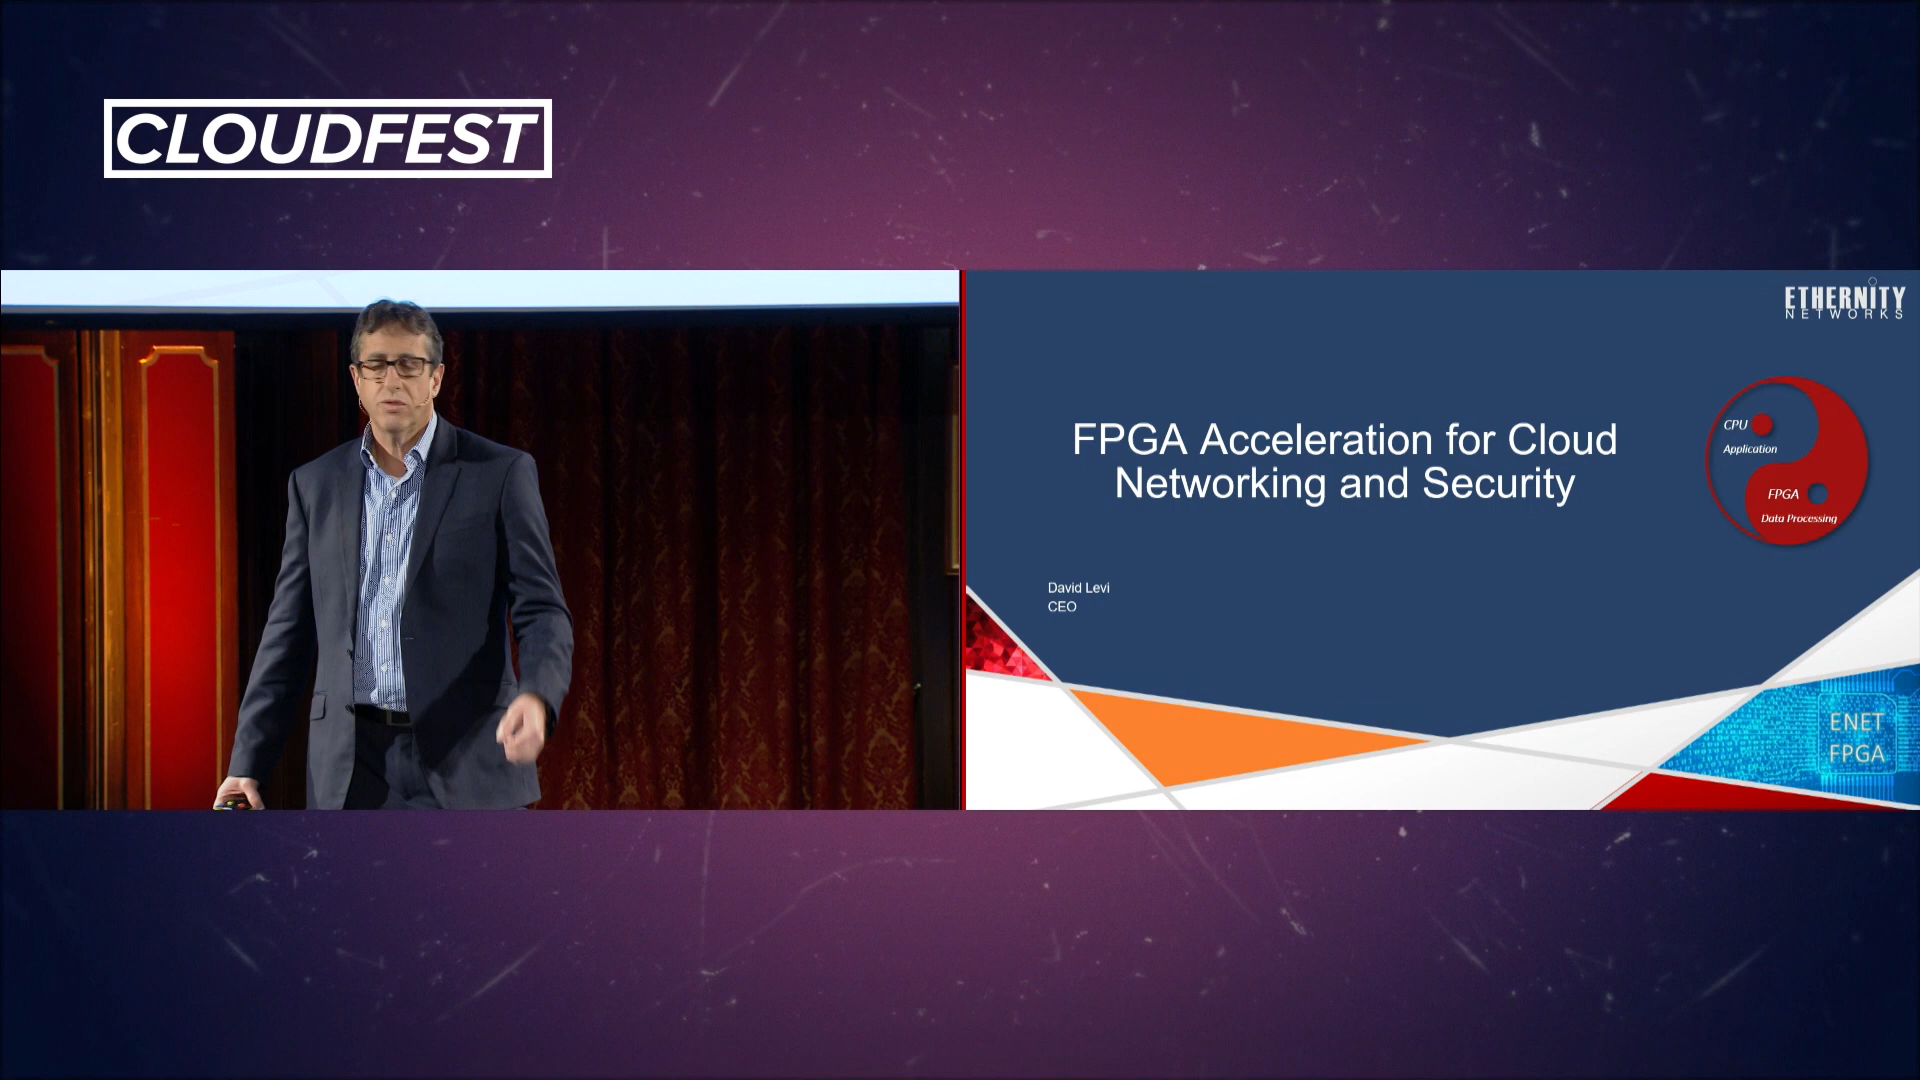 CLOUDFEST
ETHERNITY
NETWORKS
FPGA Acceleration for Cloud
Networking and Security
CPU
Application
FPGA
Data Processing
David Levi
CEO
ENET
FPGA